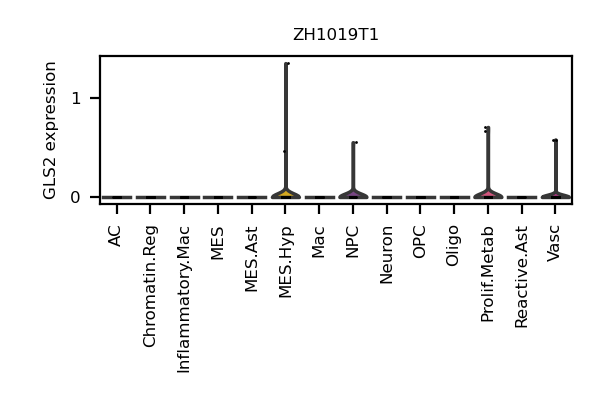 ZH1019T1
GLS2 expression
1
0
AC
Chromatin.Reg
Inflammatory.Mac
MES
MES.Ast
MES.Hyp
Mac
NPC
Neuron
OPC
Oligo
Prolif.Metab
Reactive.Ast
Vasc